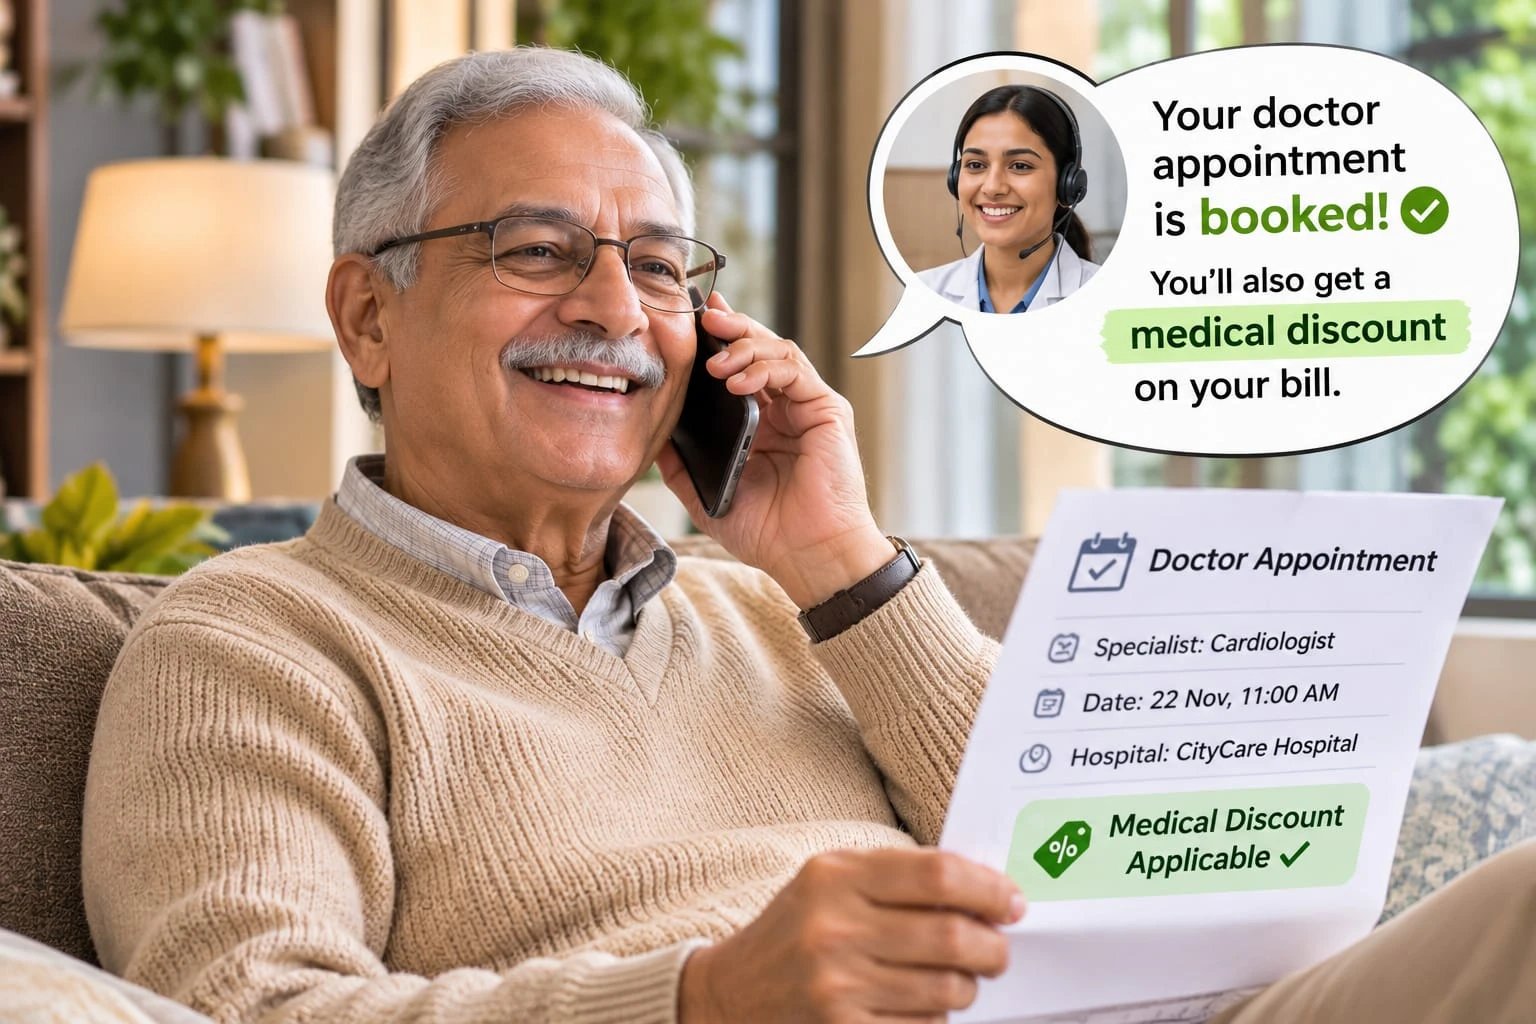 Your doctor
appointment
is booked!
You'll also get a
medical discount
on your bill.
Doctor Appointment
Specialist: Cardiologist
Date: 22 Nov, 11:00 AM
Hospital: CityCare Hospital
%
Medical Discount
Applicable